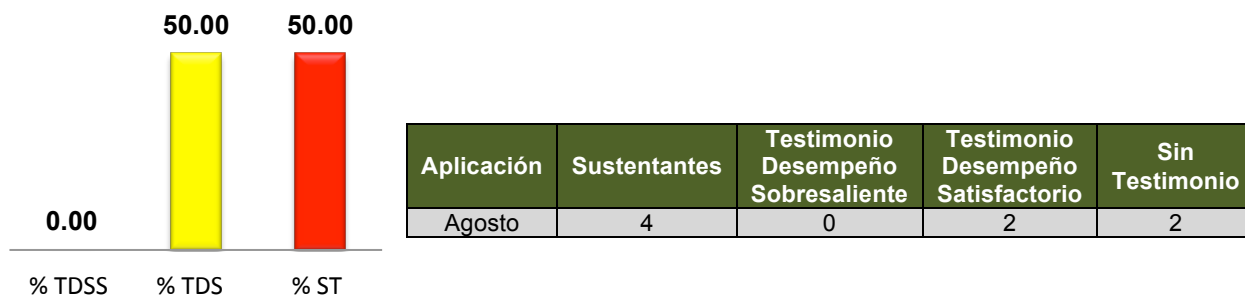 50.00 50.00
0.00
% TDSS % TDS % ST
Aplicación Sustentantes Testimonio Desempeño Sobresaliente Testimonio Desempeño Satisfactorio Sin Testimonio
Agosto 4 0 2 2